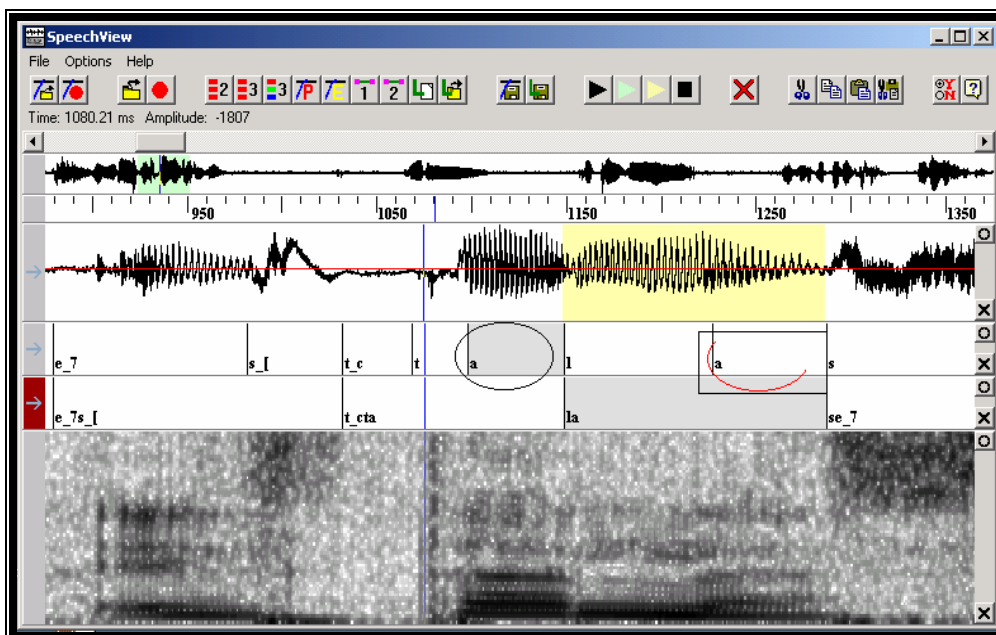 SpeechView
File Options Help
2 3 3 P E 1 2 ON
Time: 1080.21 ms Amplitude: -1807
950 1050 1150 1250 1350
e_7 s_[ t_c t a l a s
e_7s_[ t_cta la se_7